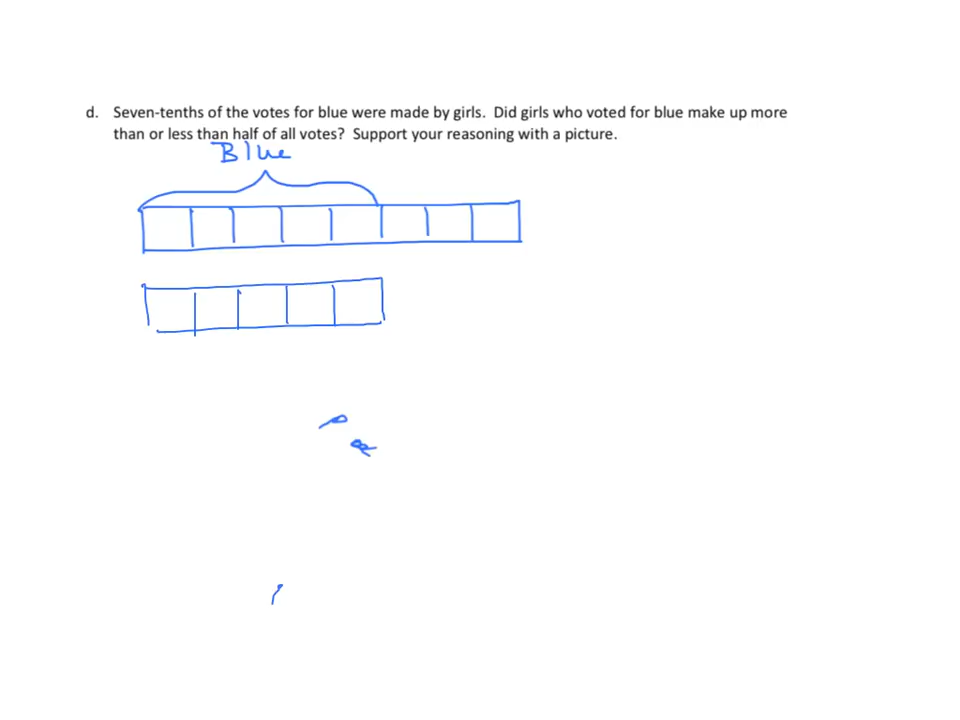 d. Seven-tenths of the votes for blue were made by girls. Did girls who voted for blue make up more
than or less than half of all votes? Support your reasoning with a picture.
Blue